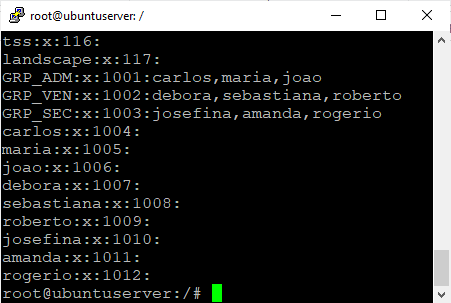 root@ubuntuserver: /
tss:x:116:
landscape:x:117:
GRP_ADM:x:1001:carlos,maria,joao
GRP_VEN:x:1002:debora,sebastiana,roberto
GRP_SEC:x:1003:josefina,amanda,rogerio
carlos:x:1004:
maria:x:1005:
joao:x:1006:
debora:x:1007:
sebastiana:x:1008:
roberto:x:1009:
josefina:x:1010:
amanda:x:1011:
rogerio:x:1012:
root@ubuntuserver:/#